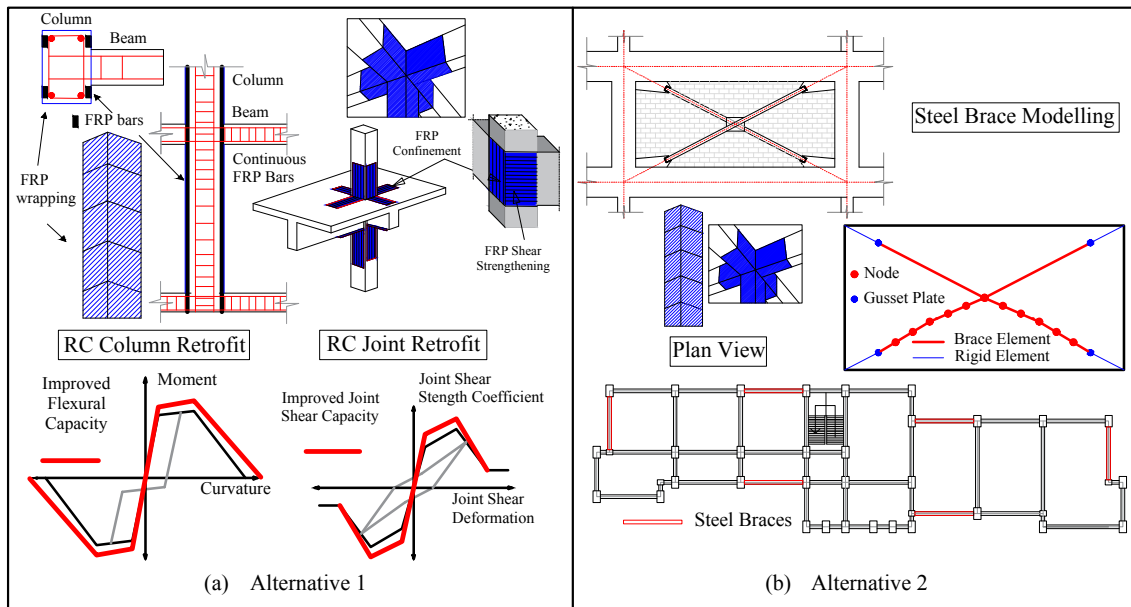 Column
Beam
FRP bars
FRP
wrapping
Column
Beam
Continuous
FRP Bars
FRP
Confinement
FRP Shear
Strengthening
RC Column Retrofit
RC Joint Retrofit
Improved
Flexural
Capacity
Moment
Curvature
Improved Joint
Shear Capacity
Joint Shear
Stength Coefficient
Joint Shear
Deformation
(a) Alternative 1
Steel Brace Modelling
Node
Gusset Plate
Brace Element
Rigid Element
Plan View
Steel Braces
(b) Alternative 2